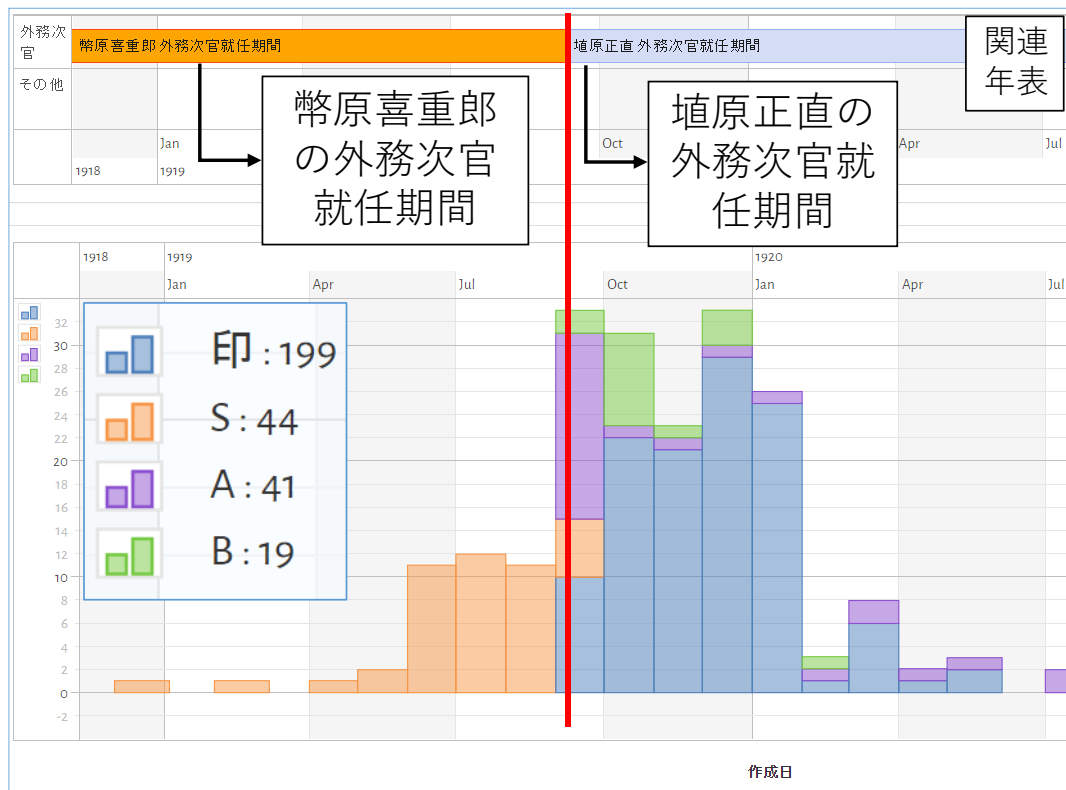 外務次
官
幣原喜重郎 外務次官就任期間
埴原正直 外務次官就任期間
関連
年表
その他
幣原喜重郎
の外務次官
就任期間
埴原正直の
外務次官就
任期間
Jan
Oct
Apr
Jul
1918
1919
1918
1919
1920
Jan
Apr
Jul
Oct
Jan
Apr
Jul
印 : 199
S : 44
A : 41
B : 19
32
30
28
26
24
22
20
18
16
14
12
10
8
6
4
2
0
-2
作成日